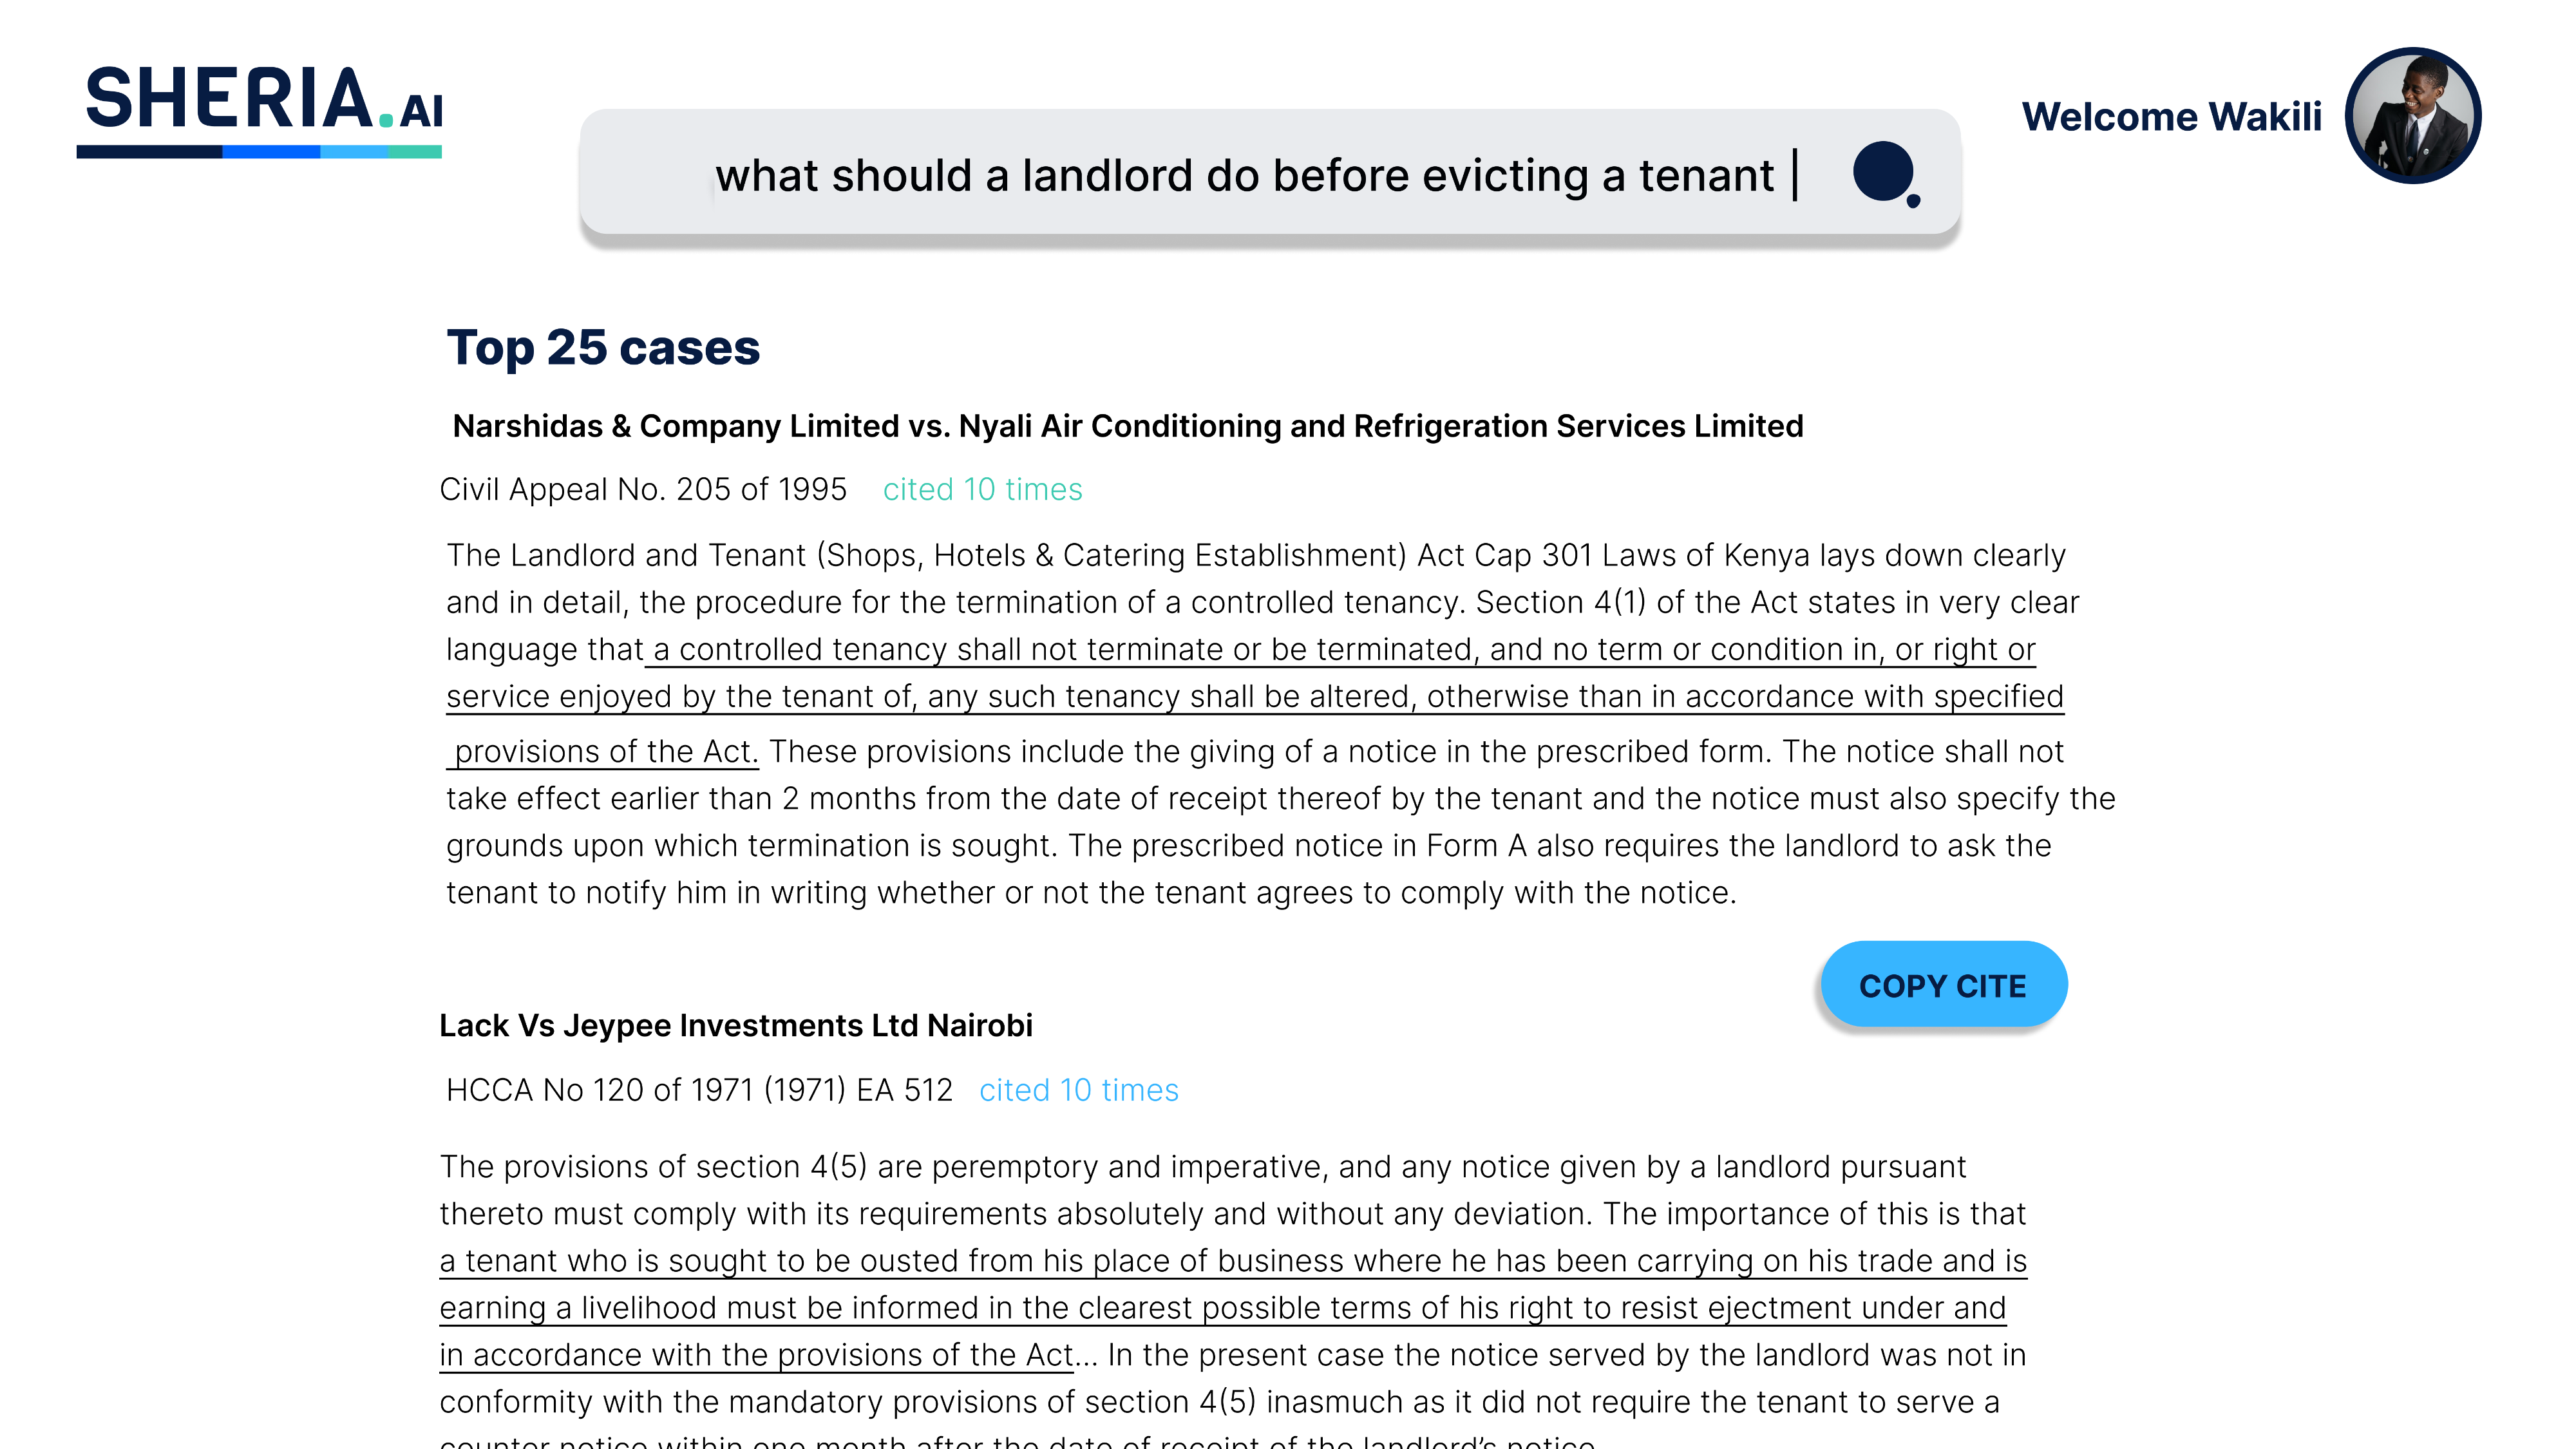 SHERIA.AI
what should a landlord do before evicting a tenant
Welcome Wakili
Top 25 cases
Narshidas & Company Limited vs. Nyali Air Conditioning and Refrigeration Services Limited
Civil Appeal No. 205 of 1995 cited 10 times
The Landlord and Tenant (Shops, Hotels & Catering Establishment) Act Cap 301 Laws of Kenya lays down clearly
and in detail, the procedure for the termination of a controlled tenancy. Section 4(1) of the Act states in very clear
language that a controlled tenancy shall not terminate or be terminated, and no term or condition in, or right or
service enjoyed by the tenant of, any such tenancy shall be altered, otherwise than in accordance with specified
provisions of the Act. These provisions include the giving of a notice in the prescribed form. The notice shall not
take effect earlier than 2 months from the date of receipt thereof by the tenant and the notice must also specify the
grounds upon which termination is sought. The prescribed notice in Form A also requires the landlord to ask the
tenant to notify him in writing whether or not the tenant agrees to comply with the notice.
COPY CITE
Lack Vs Jeypee Investments Ltd Nairobi
HCCA No 120 of 1971 (1971) EA 512 cited 10 times
The provisions of section 4(5) are peremptory and imperative, and any notice given by a landlord pursuant
thereto must comply with its requirements absolutely and without any deviation. The importance of this is that
a tenant who is sought to be ousted from his place of business where he has been carrying on his trade and is
earning a livelihood must be informed in the clearest possible terms of his right to resist ejectment under and
in accordance with the provisions of the Act... In the present case the notice served by the landlord was not in
conformity with the mandatory provisions of section 4(5) inasmuch as it did not require the tenant to serve a
counter notice within one month after the date of receipt of the landlord's notice